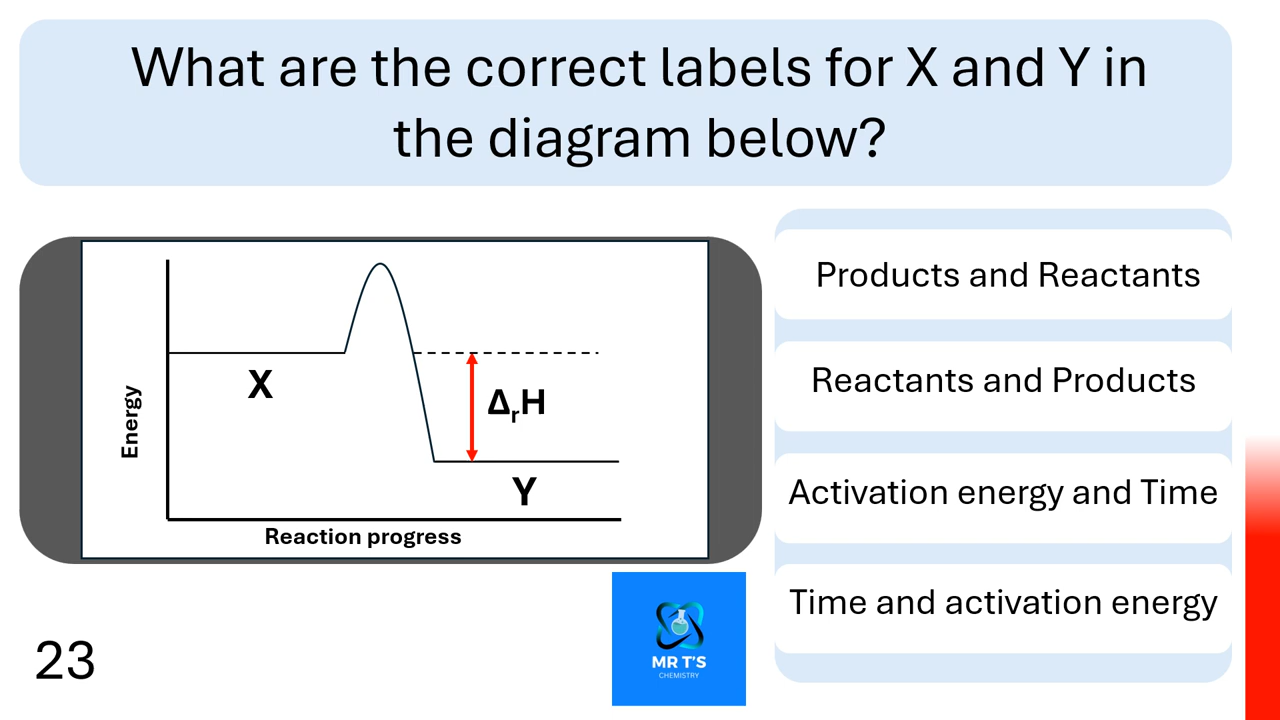 What are the correct labels for X and Y in
the diagram below?
Energy
X
ΔrH
Y
Reaction progress
Products and Reactants
Reactants and Products
Activation energy and Time
Time and activation energy
23
MR T'S
CHEMISTRY